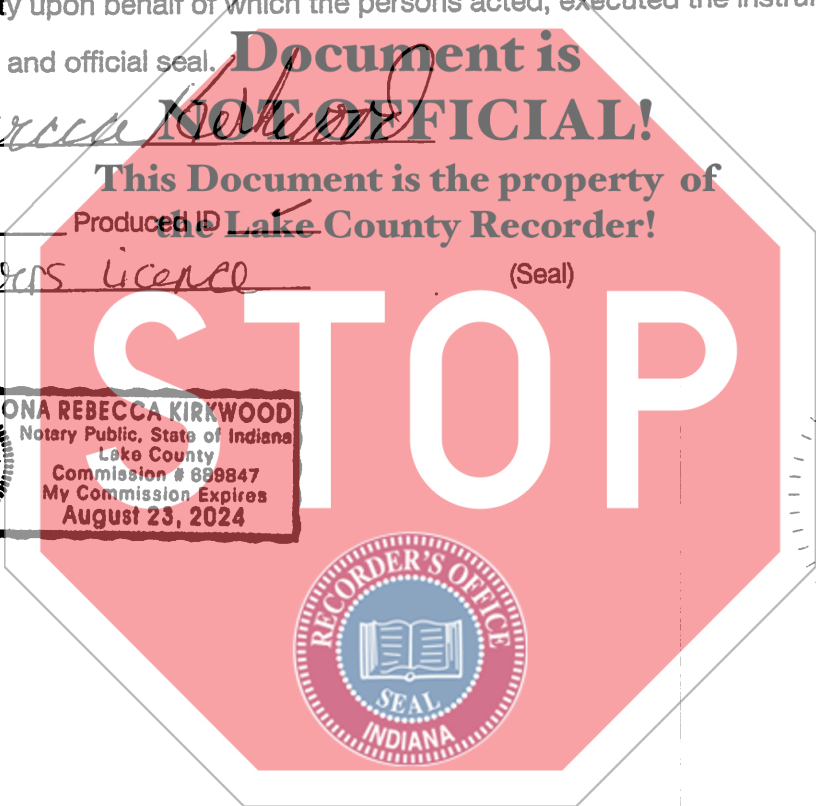 ty upon behalf of which the persons acted, executed the instru
and official seal. Document is
NOT OFFICIAL!
This Document is the property of
Produced ID ✓ the Lake County Recorder!
ers Licence (Seal)
STOP
ONA REBECCA KIRKWOOD
Notary Public, State of Indiana
Lake County
Commission # 689847
My Commission Expires
August 23, 2024
RECORDER'S OFFICE
SEAL
INDIANA